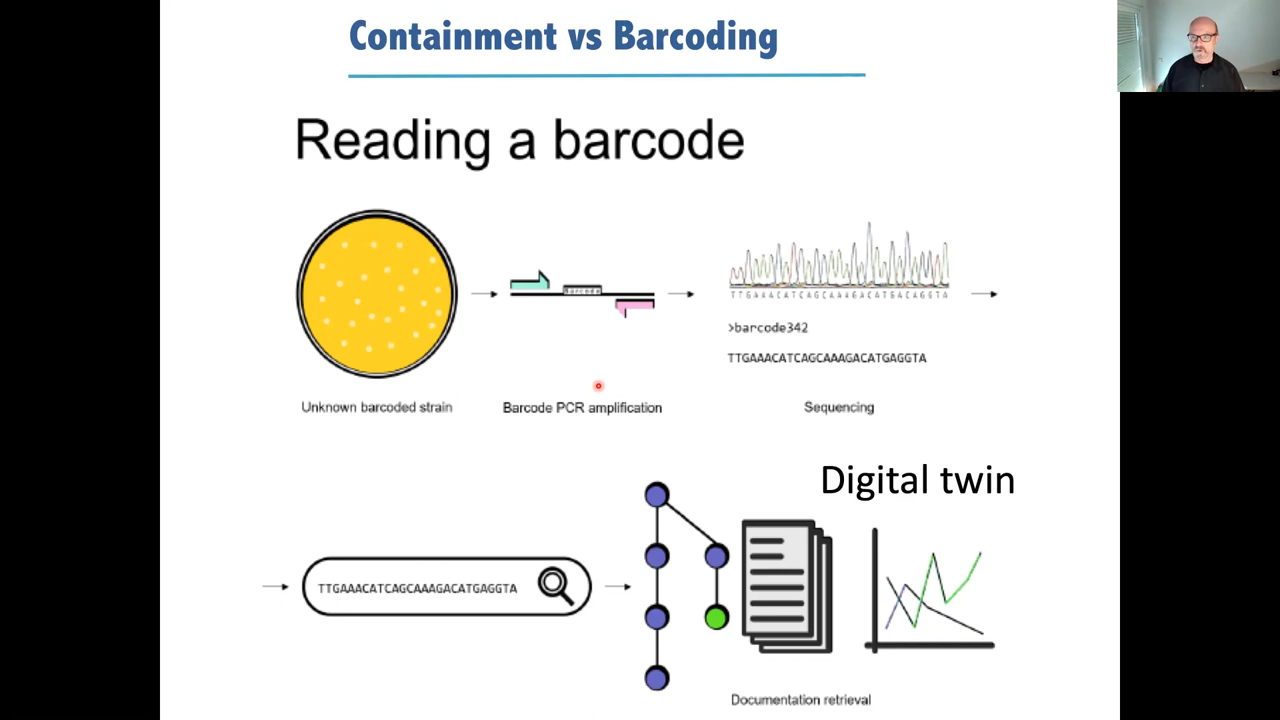 Containment vs Barcoding
Reading a barcode
Barcode
TTGAAACATCAGCAAAGACATGACAGGTA
>barcode342
TTGAAACATCAGCAAAGACATGAGGTA
Unknown barcoded strain
Barcode PCR amplification
Sequencing
Digital twin
TTGAAACATCAGCAAAGACATGAGGTA
Documentation retrieval